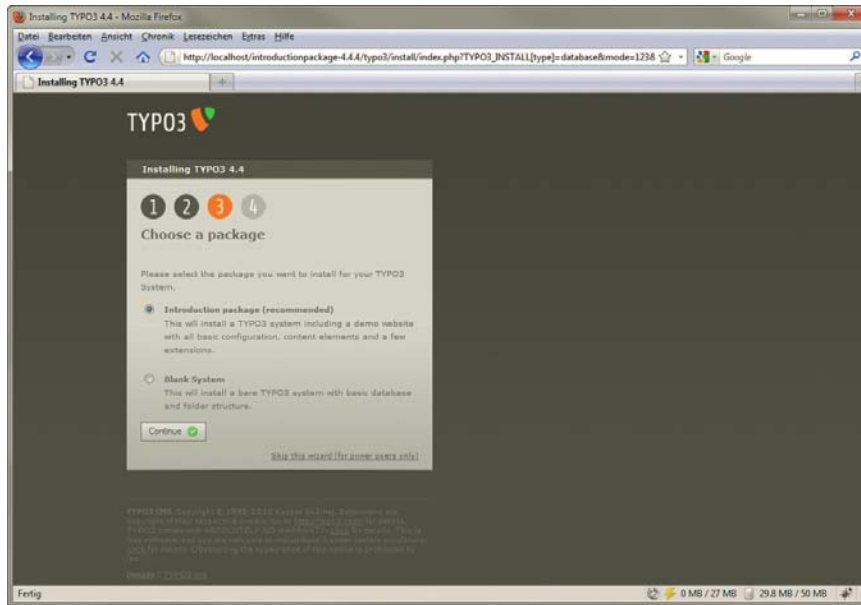 Installing TYPO3 4.4 - Mozilla Firefox
Datei Bearbeiten Ansicht Chronik Lesezeichen Extras Hilfe
http://localhost/introductionpackage-4.4.4/typo3/install/index.php?TYPO3_INSTALL[type]=database&mode=1238
Google
Installing TYPO3 4.4
TYPO3
Installing TYPO3 4.4
1 2 3 4
Choose a package
Please select the package you want to install for your TYPO3
System.
Introduction package (recommended)
This will install a TYPO3 system including a demo website
with all basic configuration, content elements and a few
extensions.
Blank System
This will install a bare TYPO3 system with basic database
and folder structure.
Continue
Skip this wizard (for power users only)
TYPO3 CMS. Copyright © 1998-2010
Fertig
0 MB / 27 MB 29.8 MB / 50 MB